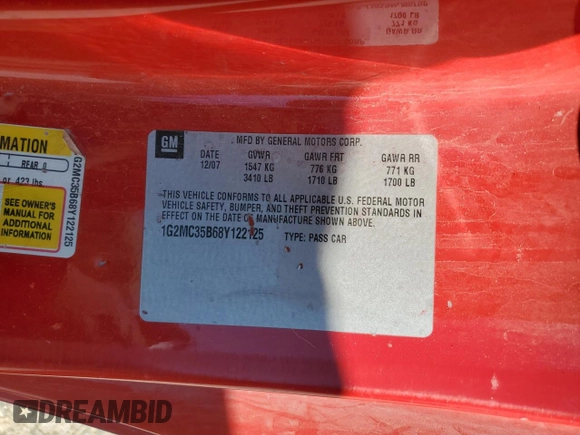 MATION
REAR 0
or 423 lbs.
SEE OWNER'S
MANUAL FOR
ADDITIONAL
INFORMATION
G2MC35B68Y122125
GM
MFD BY GENERAL MOTORS CORP.
DATE GVWR GAWR FRT GAWR RR
12/07 1547 KG 776 KG 771 KG
3410 LB 1710 LB 1700 LB
THIS VEHICLE CONFORMS TO ALL APPLICABLE U.S. FEDERAL MOTOR
VEHICLE SAFETY, BUMPER, AND THEFT PREVENTION STANDARDS IN
EFFECT ON THE DATE OF MANUFACTURE SHOWN ABOVE.
1G2MC35B68Y122125 TYPE: PASS CAR
DREAMBID